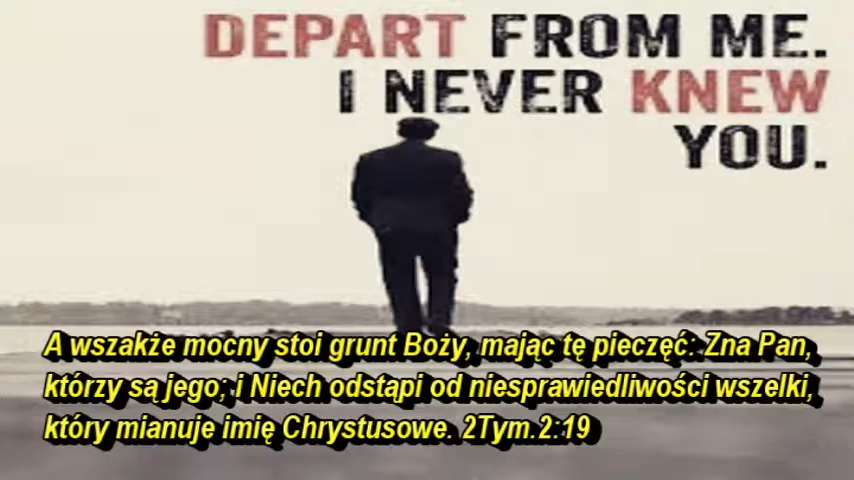 DEPART FROM ME.
I NEVER KNEW
YOU.
A wszakże mocny stoi grunt Boży, mając tę pieczęć: Zna Pan,
którzy są jego; i Niech odstąpi od niesprawiedliwości wszelki,
który mianuje imię Chrystusowe. 2Tym.2:19